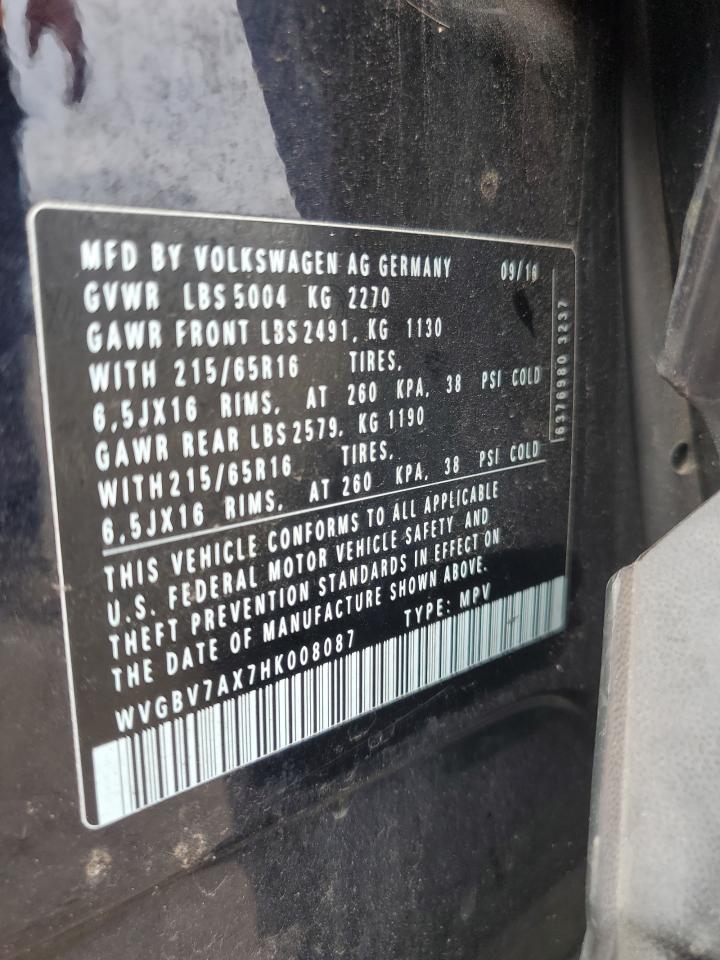 MFD BY VOLKSWAGEN AG GERMANY 09/16
GVWR LBS 5004 KG 2270
GAWR FRONT LBS 2491, KG 1130
WITH 215/65R16 TIRES,
6,5JX16 RIMS, AT 260 KPA, 38 PSI COLD
GAWR REAR LBS 2579, KG 1190
WITH 215/65R16 TIRES,
6,5JX16 RIMS, AT 260 KPA, 38 PSI COLD
THIS VEHICLE CONFORMS TO ALL APPLICABLE
U.S. FEDERAL MOTOR VEHICLE SAFETY AND
THEFT PREVENTION STANDARDS IN EFFECT ON
THE DATE OF MANUFACTURE SHOWN ABOVE.
WVGBV7AX7HK008087 TYPE: MPV
6376980 3237